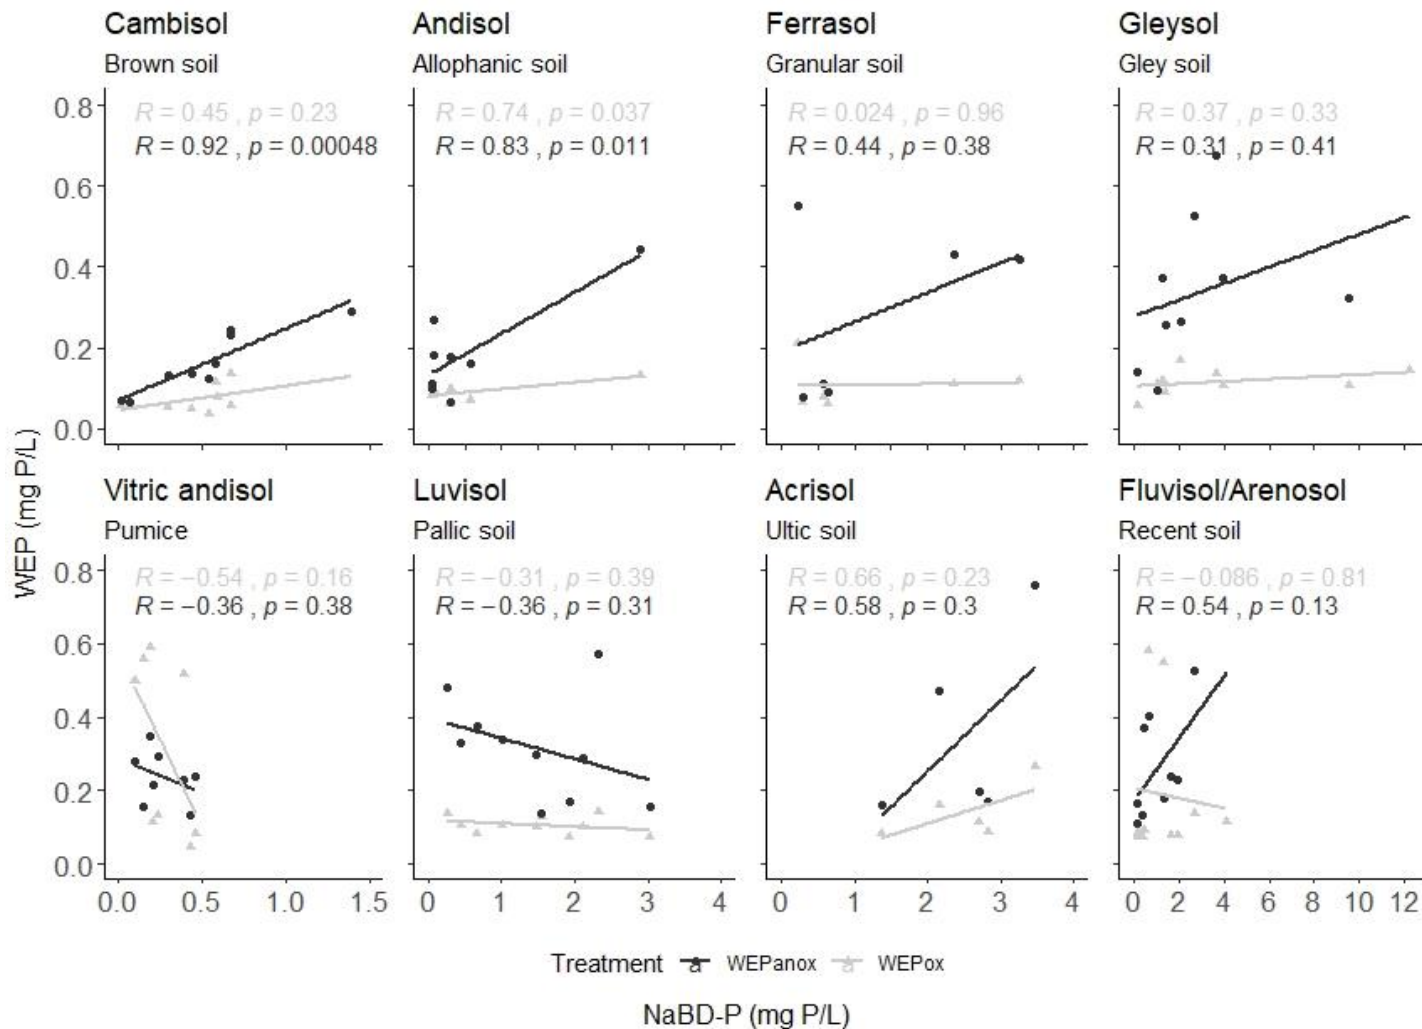 Cambisol
Brown soil
R = 0.45 , p = 0.23
R = 0.92 , p = 0.00048
Andisol
Allophanic soil
R = 0.74 , p = 0.037
R = 0.83 , p = 0.011
Ferrasol
Granular soil
R = 0.024 , p = 0.96
R = 0.44 , p = 0.38
Gleysol
Gley soil
R = 0.37 , p = 0.33
R = 0.31 , p = 0.41
0.8
0.6
0.4
0.2
0.0
WEP (mg P/L)
Vitric andisol
Pumice
R = −0.54 , p = 0.16
R = −0.36 , p = 0.38
Luvisol
Pallic soil
R = −0.31 , p = 0.39
R = −0.36 , p = 0.31
Acrisol
Ultic soil
R = 0.66 , p = 0.23
R = 0.58 , p = 0.3
Fluvisol/Arenosol
Recent soil
R = −0.086 , p = 0.81
R = 0.54 , p = 0.13
0.8
0.6
0.4
0.2
0.0
0.0 0.5 1.0 1.5
0 1 2 3 4
0 1 2 3 4
0 2 4 6 8 10 12
Treatment a WEPanox a WEPox
NaBD-P (mg P/L)